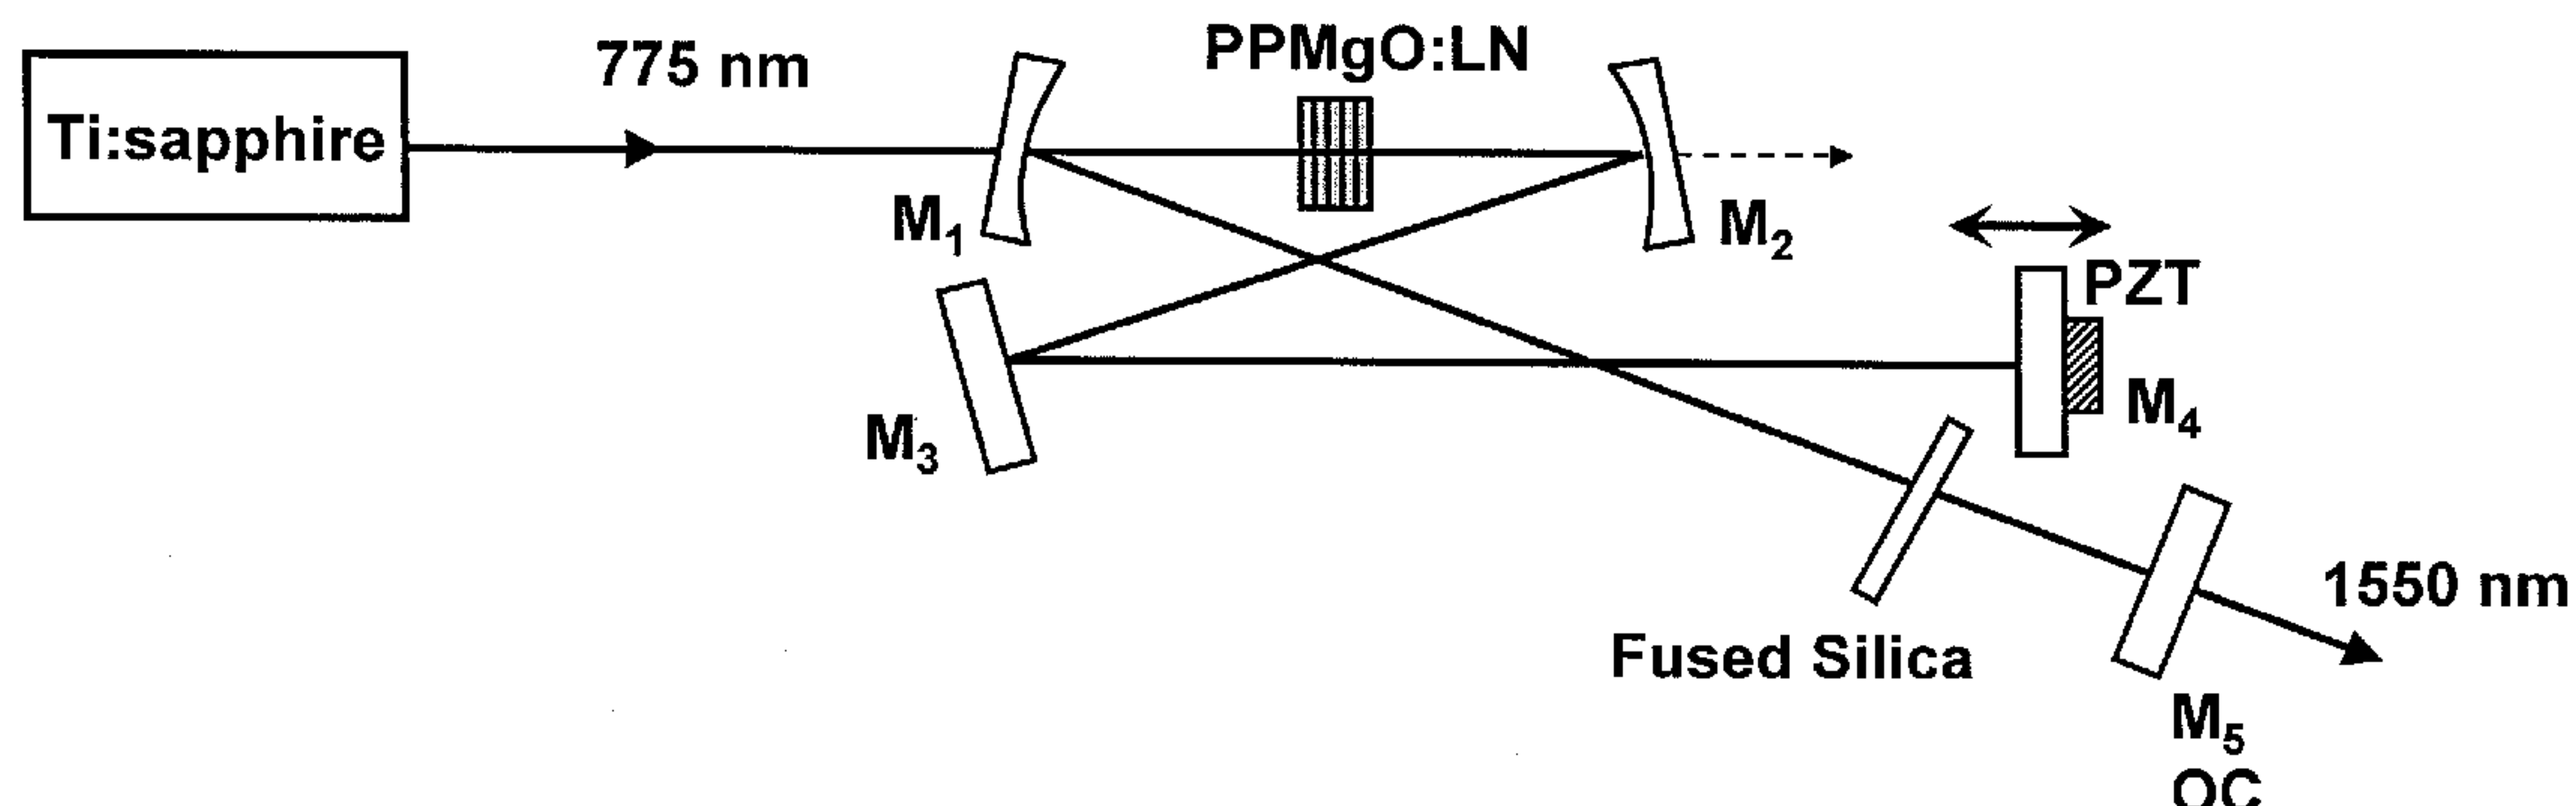 Ti:sapphire
775 nm
PPMgO:LN
M1
M2
PZT
M4
M3
Fused Silica
1550 nm
M5
OC